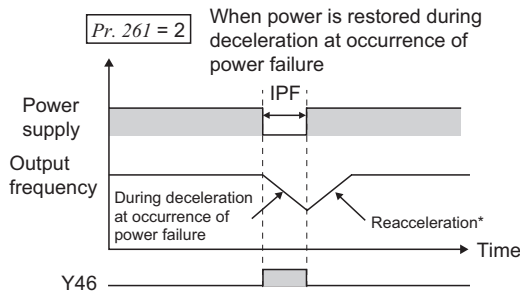 Pr. 261 = 2
When power is restored during
deceleration at occurrence of
power failure
IPF
Power
supply
Output
frequency
During deceleration
at occurrence of
power failure
Reacceleration*
Time
Y46